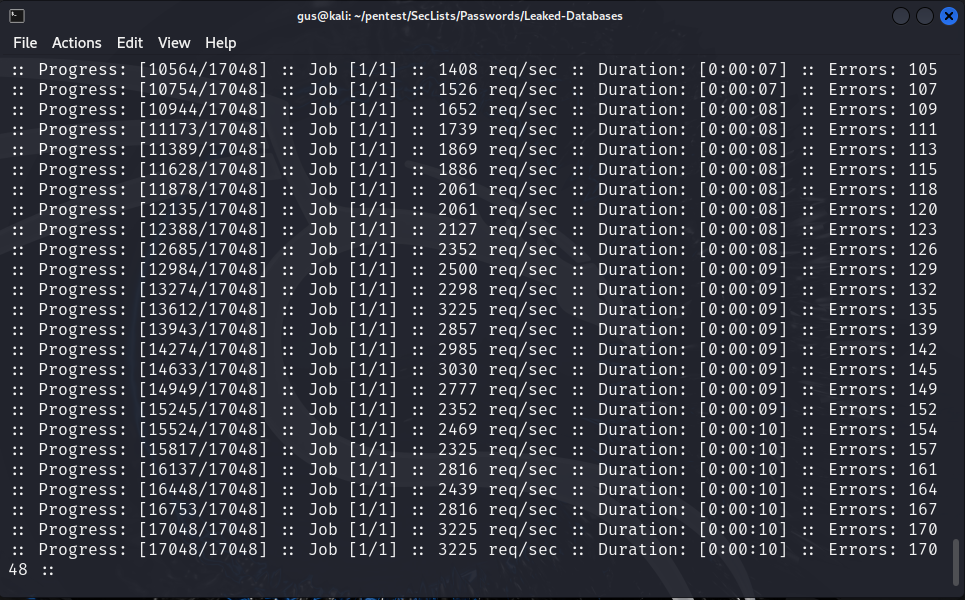 gus@kali: ~/pentest/SecLists/Passwords/Leaked-Databases
File Actions Edit View Help
:: Progress: [10564/17048] :: Job [1/1] :: 1408 req/sec :: Duration: [0:00:07] :: Errors: 105
:: Progress: [10754/17048] :: Job [1/1] :: 1526 req/sec :: Duration: [0:00:07] :: Errors: 107
:: Progress: [10944/17048] :: Job [1/1] :: 1652 req/sec :: Duration: [0:00:08] :: Errors: 109
:: Progress: [11173/17048] :: Job [1/1] :: 1739 req/sec :: Duration: [0:00:08] :: Errors: 111
:: Progress: [11389/17048] :: Job [1/1] :: 1869 req/sec :: Duration: [0:00:08] :: Errors: 113
:: Progress: [11628/17048] :: Job [1/1] :: 1886 req/sec :: Duration: [0:00:08] :: Errors: 115
:: Progress: [11878/17048] :: Job [1/1] :: 2061 req/sec :: Duration: [0:00:08] :: Errors: 118
:: Progress: [12135/17048] :: Job [1/1] :: 2061 req/sec :: Duration: [0:00:08] :: Errors: 120
:: Progress: [12388/17048] :: Job [1/1] :: 2127 req/sec :: Duration: [0:00:08] :: Errors: 123
:: Progress: [12685/17048] :: Job [1/1] :: 2352 req/sec :: Duration: [0:00:08] :: Errors: 126
:: Progress: [12984/17048] :: Job [1/1] :: 2500 req/sec :: Duration: [0:00:09] :: Errors: 129
:: Progress: [13274/17048] :: Job [1/1] :: 2298 req/sec :: Duration: [0:00:09] :: Errors: 132
:: Progress: [13612/17048] :: Job [1/1] :: 3225 req/sec :: Duration: [0:00:09] :: Errors: 135
:: Progress: [13943/17048] :: Job [1/1] :: 2857 req/sec :: Duration: [0:00:09] :: Errors: 139
:: Progress: [14274/17048] :: Job [1/1] :: 2985 req/sec :: Duration: [0:00:09] :: Errors: 142
:: Progress: [14633/17048] :: Job [1/1] :: 3030 req/sec :: Duration: [0:00:09] :: Errors: 145
:: Progress: [14949/17048] :: Job [1/1] :: 2777 req/sec :: Duration: [0:00:09] :: Errors: 149
:: Progress: [15245/17048] :: Job [1/1] :: 2352 req/sec :: Duration: [0:00:09] :: Errors: 152
:: Progress: [15524/17048] :: Job [1/1] :: 2469 req/sec :: Duration: [0:00:10] :: Errors: 154
:: Progress: [15817/17048] :: Job [1/1] :: 2325 req/sec :: Duration: [0:00:10] :: Errors: 157
:: Progress: [16137/17048] :: Job [1/1] :: 2816 req/sec :: Duration: [0:00:10] :: Errors: 161
:: Progress: [16448/17048] :: Job [1/1] :: 2439 req/sec :: Duration: [0:00:10] :: Errors: 164
:: Progress: [16753/17048] :: Job [1/1] :: 2816 req/sec :: Duration: [0:00:10] :: Errors: 167
:: Progress: [17048/17048] :: Job [1/1] :: 3225 req/sec :: Duration: [0:00:10] :: Errors: 170
:: Progress: [17048/17048] :: Job [1/1] :: 3225 req/sec :: Duration: [0:00:10] :: Errors: 170
48 ::